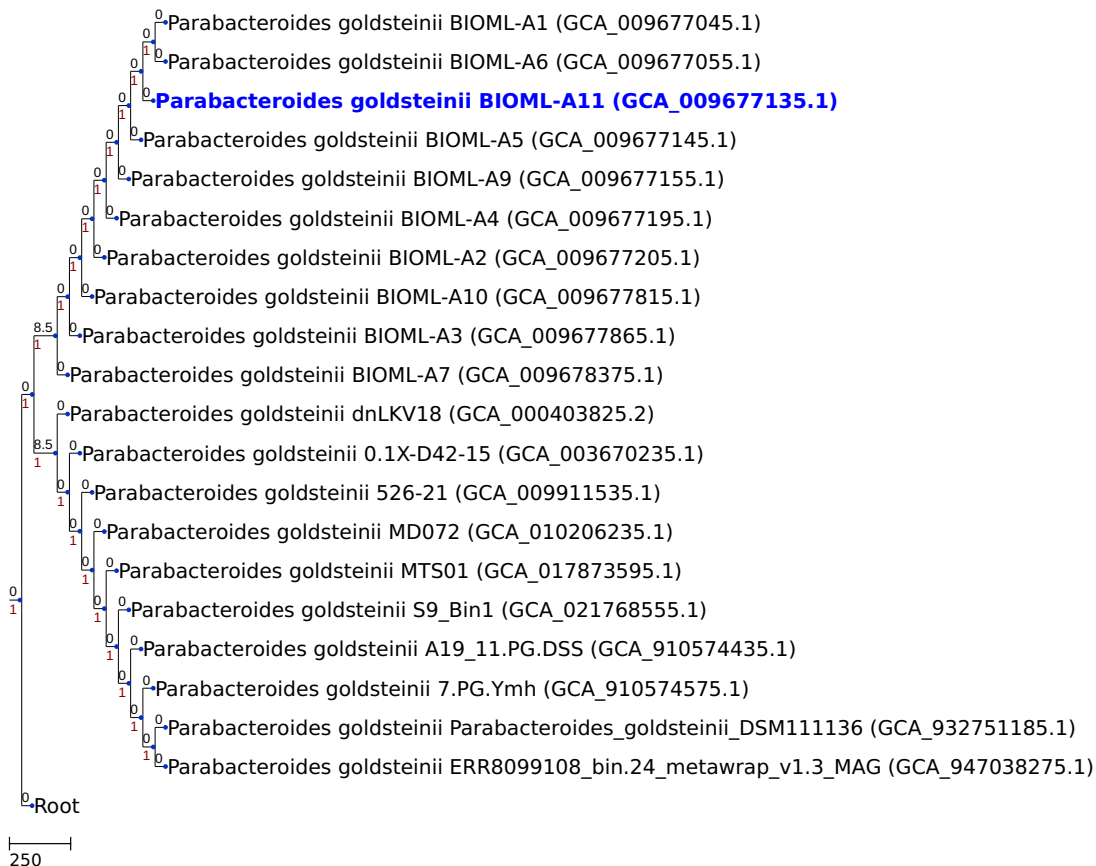 0
Parabacteroides goldsteinii BIOML-A1 (GCA_009677045.1)
0
1
0
Parabacteroides goldsteinii BIOML-A6 (GCA_009677055.1)
0
1
0
Parabacteroides goldsteinii BIOML-A11 (GCA_009677135.1)
0
1
0
Parabacteroides goldsteinii BIOML-A5 (GCA_009677145.1)
0
1
0
Parabacteroides goldsteinii BIOML-A9 (GCA_009677155.1)
0
1
0
Parabacteroides goldsteinii BIOML-A4 (GCA_009677195.1)
0
1
0
Parabacteroides goldsteinii BIOML-A2 (GCA_009677205.1)
0
1
0
Parabacteroides goldsteinii BIOML-A10 (GCA_009677815.1)
0
1
0
Parabacteroides goldsteinii BIOML-A3 (GCA_009677865.1)
8.5
1
0
Parabacteroides goldsteinii BIOML-A7 (GCA_009678375.1)
0
1
0
Parabacteroides goldsteinii dnLKV18 (GCA_000403825.2)
8.5
1
0
Parabacteroides goldsteinii 0.1X-D42-15 (GCA_003670235.1)
0
1
0
Parabacteroides goldsteinii 526-21 (GCA_009911535.1)
0
1
0
Parabacteroides goldsteinii MD072 (GCA_010206235.1)
0
1
0
Parabacteroides goldsteinii MTS01 (GCA_017873595.1)
0
1
0
Parabacteroides goldsteinii S9_Bin1 (GCA_021768555.1)
0
1
0
Parabacteroides goldsteinii A19_11.PG.DSS (GCA_910574435.1)
0
1
0
Parabacteroides goldsteinii 7.PG.Ymh (GCA_910574575.1)
0
1
0
Parabacteroides goldsteinii Parabacteroides_goldsteinii_DSM111136 (GCA_932751185.1)
0
1
0
Parabacteroides goldsteinii ERR8099108_bin.24_metawrap_v1.3_MAG (GCA_947038275.1)
0
1
0
Root
250